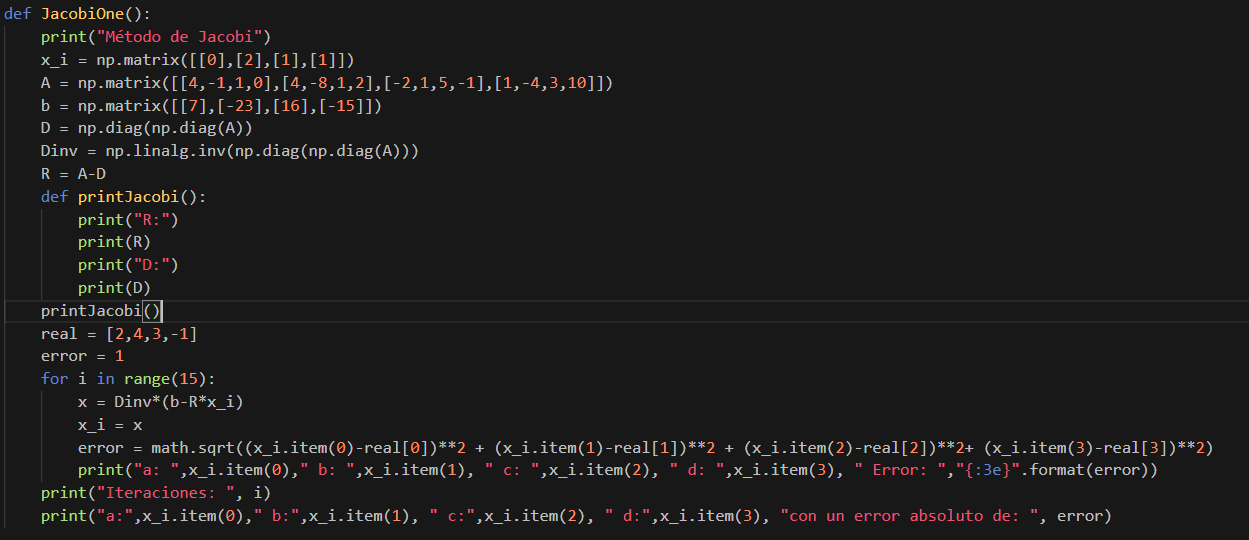 def JacobiOne():
    print("Método de Jacobi")
    x_i = np.matrix([[0],[2],[1],[1]])
    A = np.matrix([[4,-1,1,0],[4,-8,1,2],[-2,1,5,-1],[1,-4,3,10]])
    b = np.matrix([[7],[-23],[16],[-15]])
    D = np.diag(np.diag(A))
    Dinv = np.linalg.inv(np.diag(np.diag(A)))
    R = A-D
    def printJacobi():
        print("R:")
        print(R)
        print("D:")
        print(D)
    printJacobi()
    real = [2,4,3,-1]
    error = 1
    for i in range(15):
        x = Dinv*(b-R*x_i)
        x_i = x
        error = math.sqrt((x_i.item(0)-real[0])**2 + (x_i.item(1)-real[1])**2 + (x_i.item(2)-real[2])**2+ (x_i.item(3)-real[3])**2)
        print("a: ",x_i.item(0)," b: ",x_i.item(1), " c: ",x_i.item(2), " d: ",x_i.item(3), " Error: ","{:3e}".format(error))
    print("Iteraciones: ", i)
    print("a:",x_i.item(0)," b:",x_i.item(1), " c:",x_i.item(2), " d:",x_i.item(3), "con un error absoluto de: ", error)